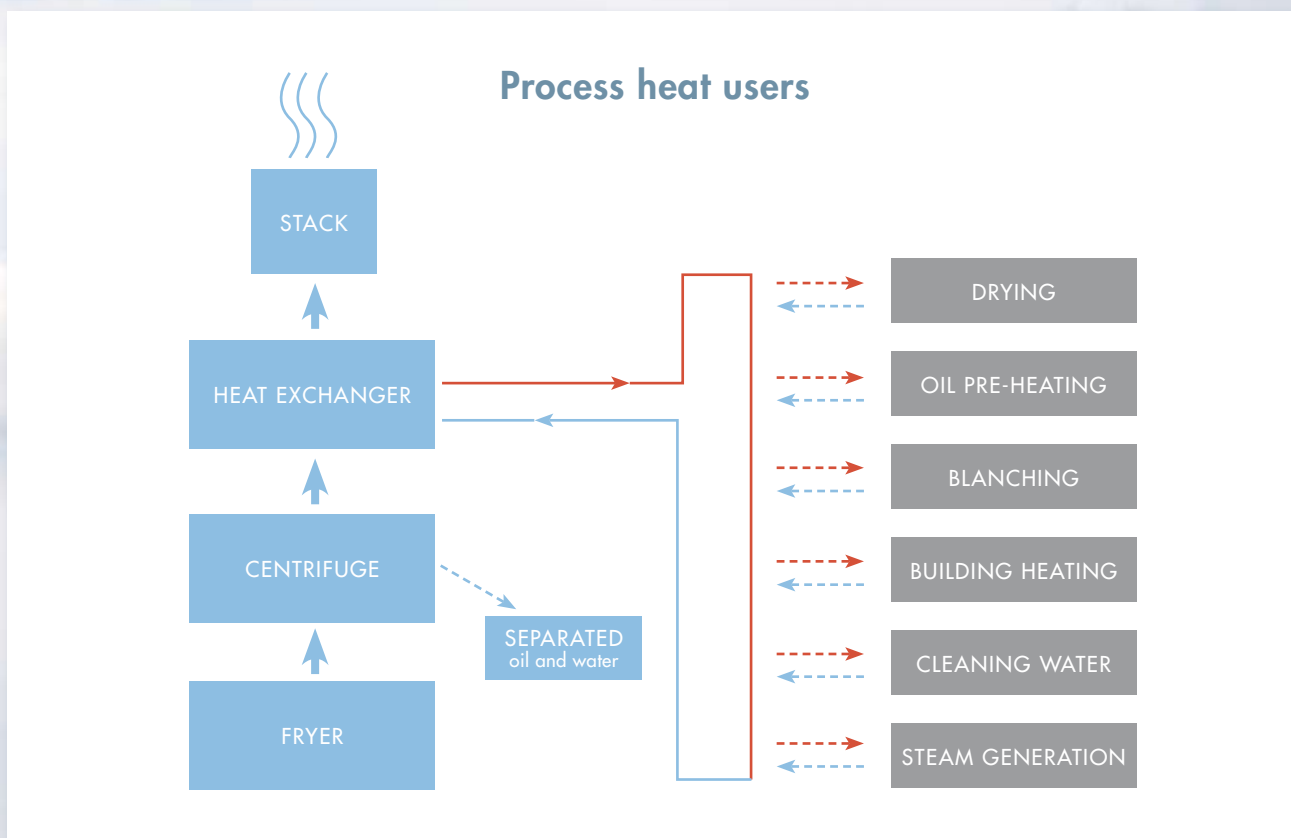 Process heat users
STACK
HEAT EXCHANGER
CENTRIFUGE
SEPARATED
oil and water
FRYER
DRYING
OIL PRE-HEATING
BLANCHING
BUILDING HEATING
CLEANING WATER
STEAM GENERATION